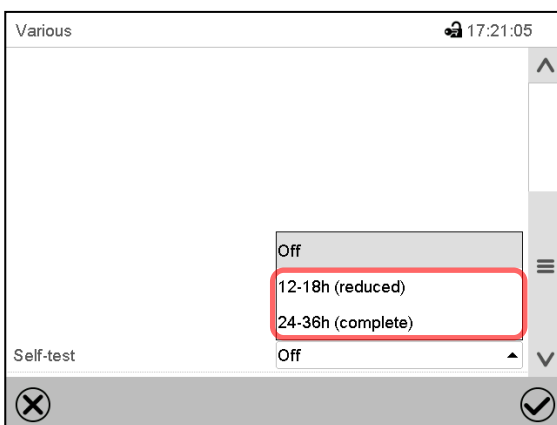 Various 17:21:05
Off
12-18h (reduced)
24-36h (complete)
Self-test Off